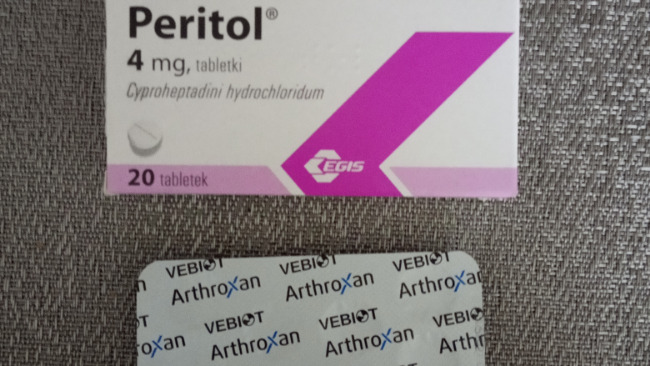 Peritol®
4 mg, tabletki
Cyproheptadini hydrochloridum
EGIS
20 tabletek
VEBIOT VEBIOT VEBIOT
ArthroXan ArthroXan ArthroXan
VEBIOT VEBIOT VEBIOT
ArthroXan ArthroXan